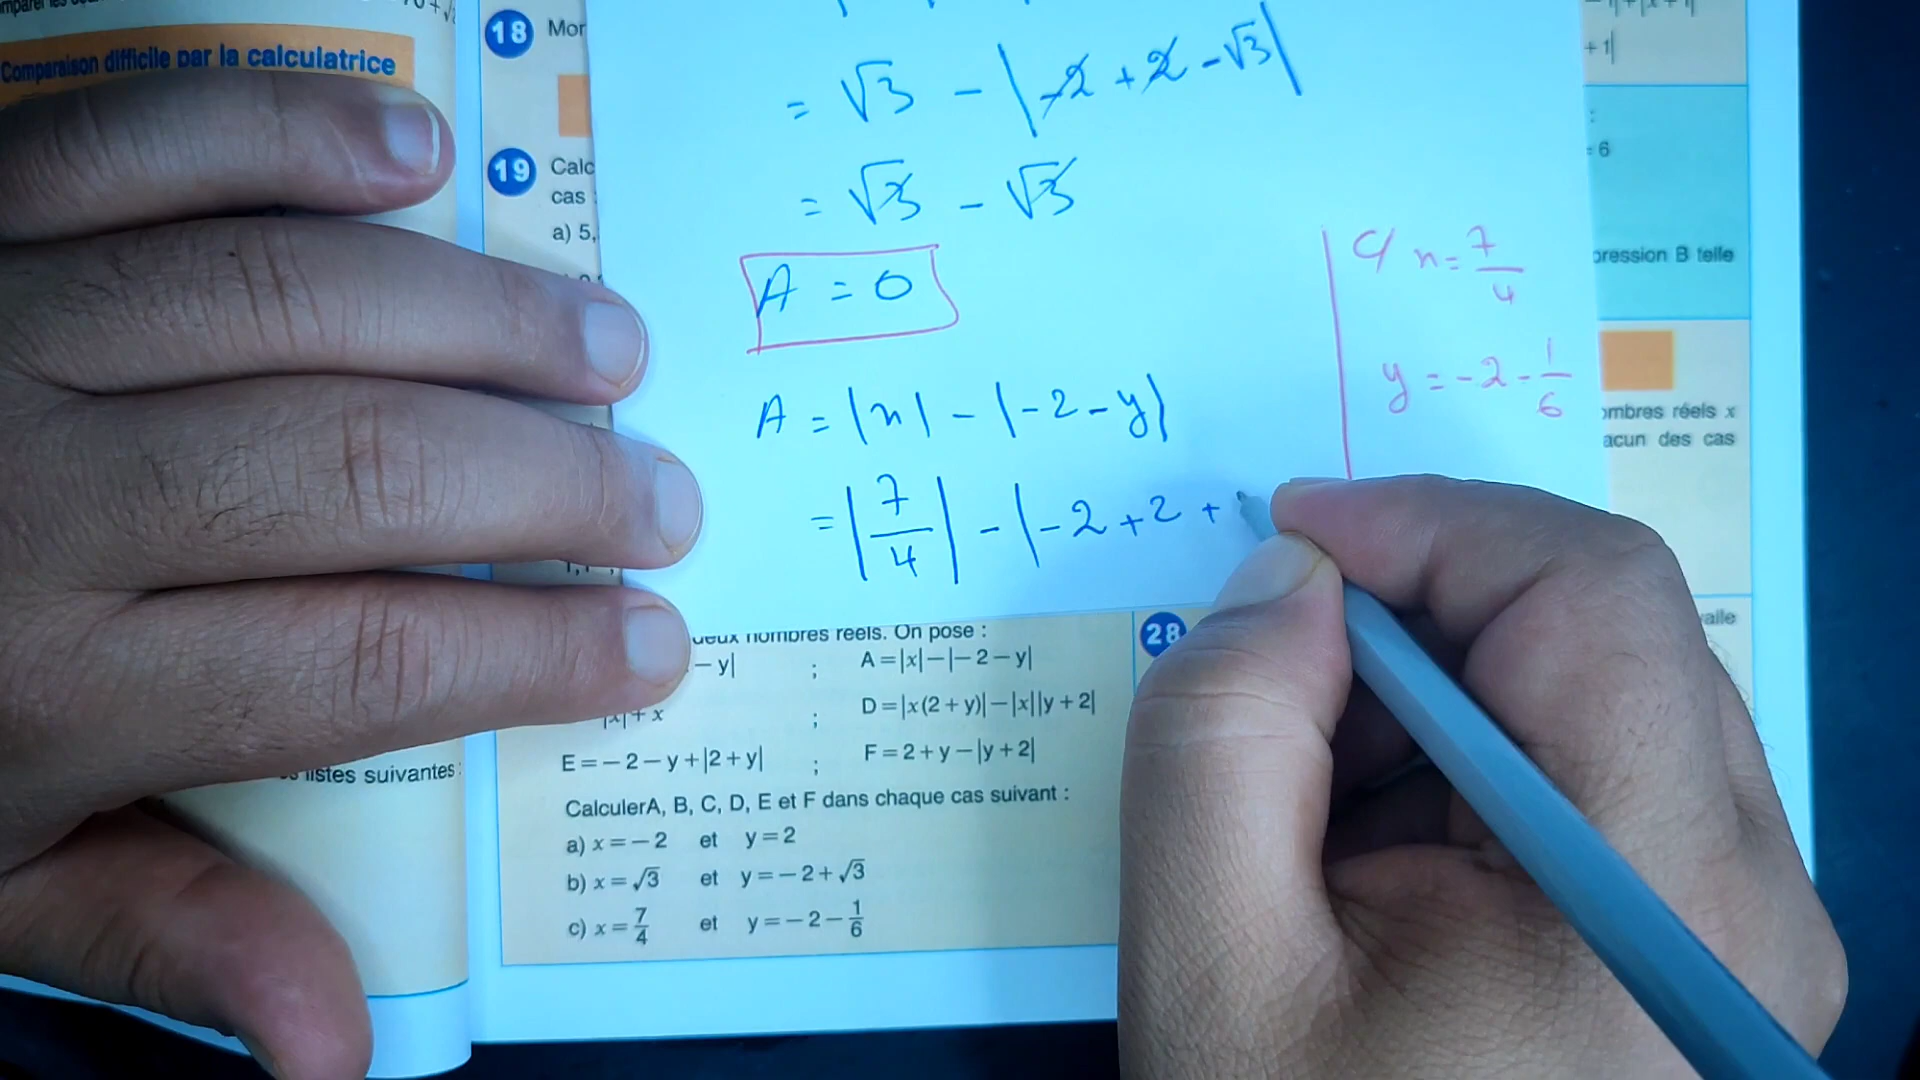 Comparaison difficile par la calculatrice
18 Mor
19 Calc
cas :
a) 5,
= √3 - |-2 + 2 - √3|
= √3 - √3
A = 0
A = |x| - |-2 - y|
= |7/4| - |-2 + 2 +
c/ x = 7/4
y = -2 - 1/6
+ 1|
:
= 6
pression B telle
ombres réels x
acun des cas
28
deux nombres réels. On pose :
– y| ; A = |x| – |– 2 – y|
|x| + x ; D = |x(2 + y)| – |x||y + 2|
E = – 2 – y + |2 + y| ; F = 2 + y – |y + 2|
CalculerA, B, C, D, E et F dans chaque cas suivant :
a) x = – 2 et y = 2
b) x = √3 et y = – 2 + √3
c) x = 7/4 et y = – 2 – 1/6
listes suivantes :